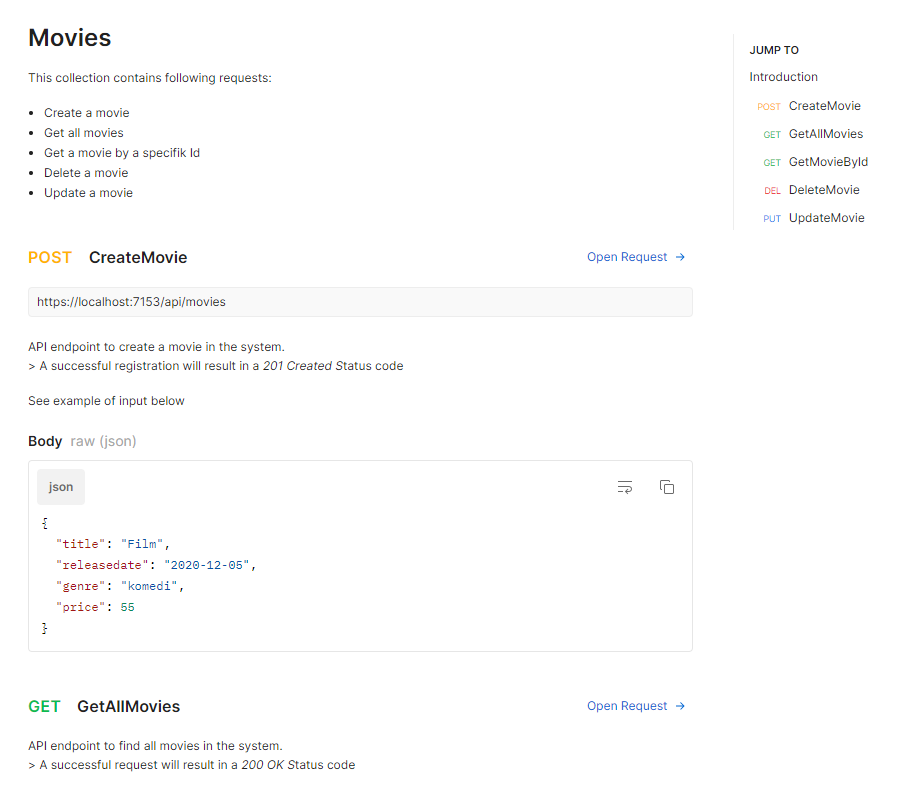 Movies
This collection contains following requests:
Create a movie
Get all movies
Get a movie by a specifik Id
Delete a movie
Update a movie
JUMP TO
Introduction
POST CreateMovie
GET GetAllMovies
GET GetMovieById
DEL DeleteMovie
PUT UpdateMovie
POST CreateMovie Open Request →
https://localhost:7153/api/movies
API endpoint to create a movie in the system.
> A successful registration will result in a 201 Created Status code
See example of input below
Body raw (json)
json
{
"title": "Film",
"releasedate": "2020-12-05",
"genre": "komedi",
"price": 55
}
GET GetAllMovies Open Request →
API endpoint to find all movies in the system.
> A successful request will result in a 200 OK Status code